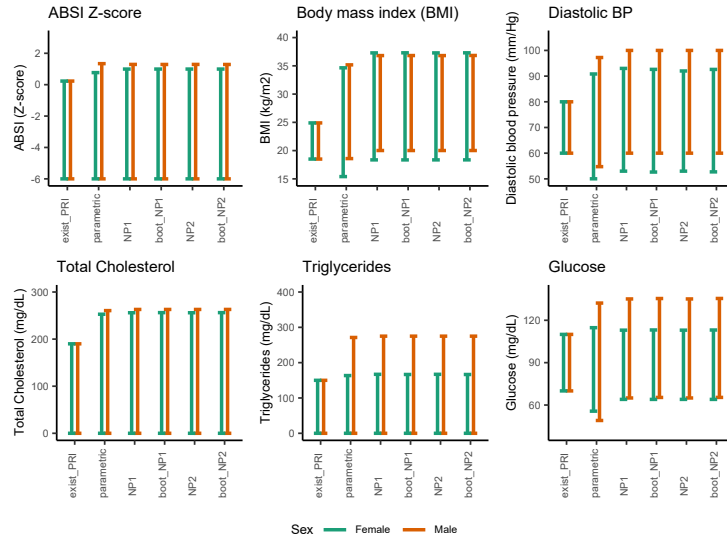 ABSI Z-score
Body mass index (BMI)
Diastolic BP
ABSI (Z-score)
2
0
-2
-4
-6
exist_PRI
parametric
NP1
boot_NP1
NP2
boot_NP2
BMI (kg/m2)
40
35
30
25
20
15
exist_PRI
parametric
NP1
boot_NP1
NP2
boot_NP2
Diastolic blood pressure (mm/Hg)
100
90
80
70
60
50
exist_PRI
parametric
NP1
boot_NP1
NP2
boot_NP2
Total Cholesterol
Triglycerides
Glucose
Total Cholesterol (mg/dL)
300
200
100
0
exist_PRI
parametric
NP1
boot_NP1
NP2
boot_NP2
Triglycerides (mg/dL)
400
300
200
100
0
exist_PRI
parametric
NP1
boot_NP1
NP2
boot_NP2
Glucose (mg/dL)
120
90
60
exist_PRI
parametric
NP1
boot_NP1
NP2
boot_NP2
Sex Female Male